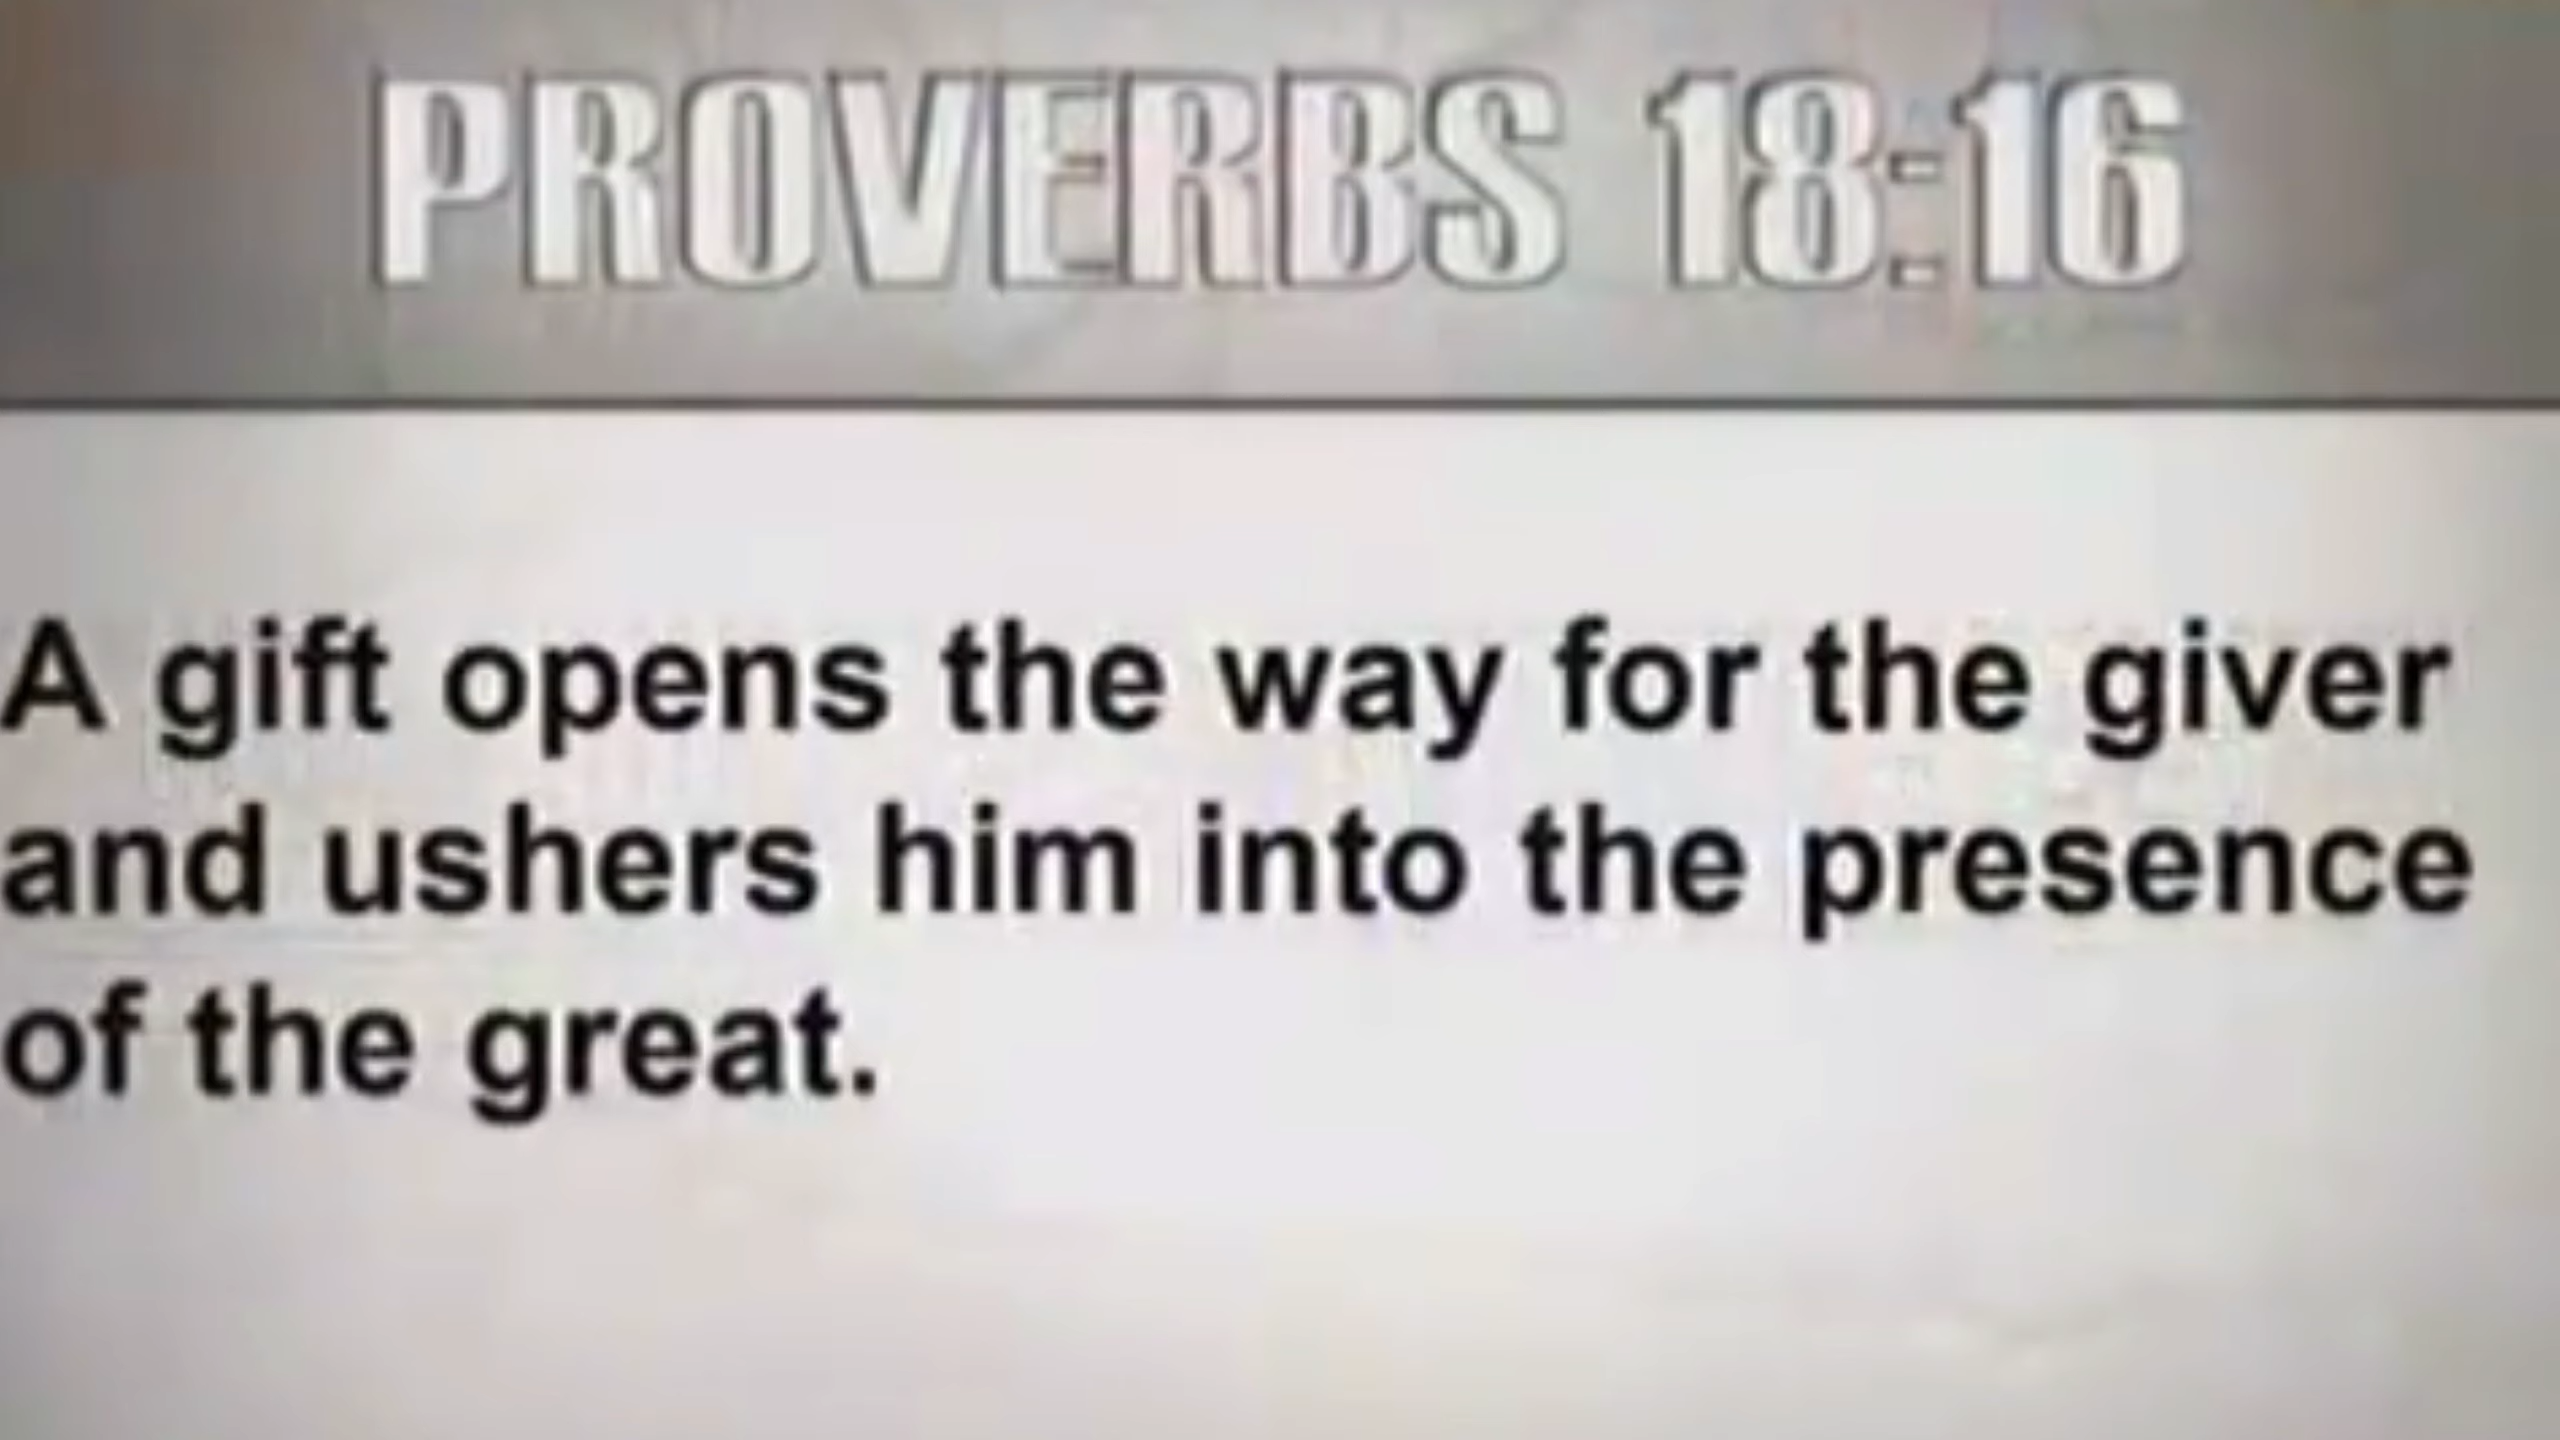 PROVERBS 18:16
A gift opens the way for the giver
and ushers him into the presence
of the great.